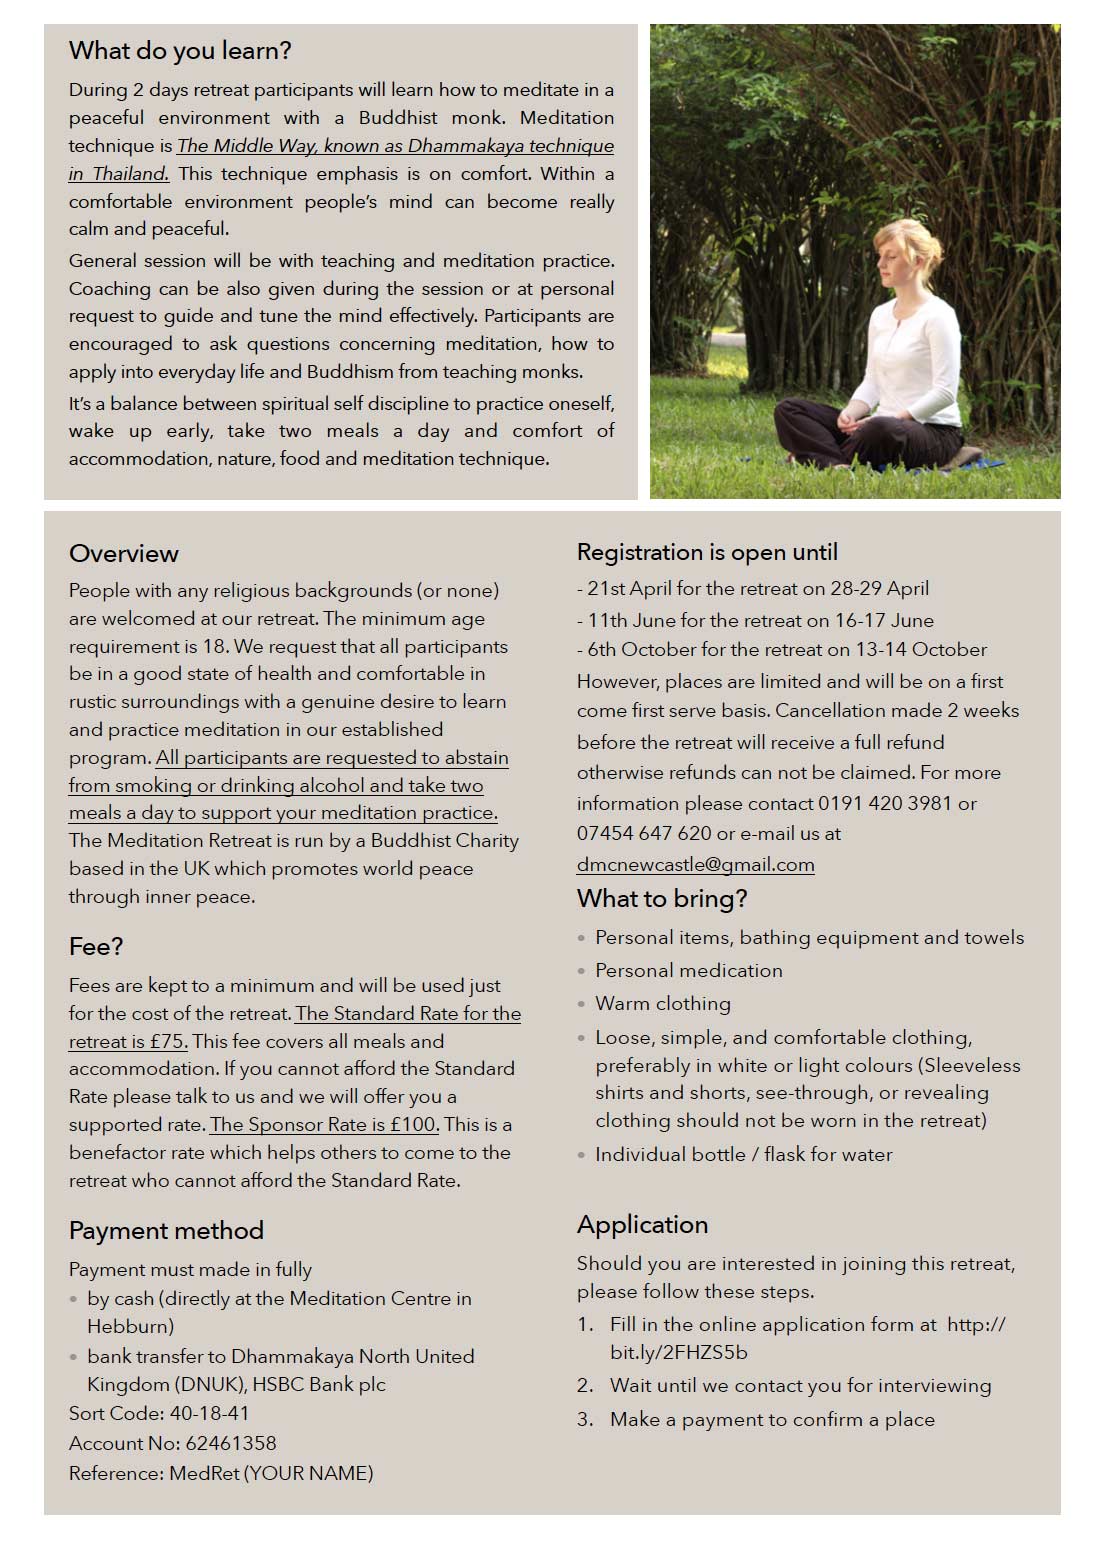 What do you learn?
During 2 days retreat participants will learn how to meditate in a
peaceful environment with a Buddhist monk. Meditation
technique is The Middle Way, known as Dhammakaya technique
in Thailand. This technique emphasis is on comfort. Within a
comfortable environment people's mind can become really
calm and peaceful.
General session will be with teaching and meditation practice.
Coaching can be also given during the session or at personal
request to guide and tune the mind effectively. Participants are
encouraged to ask questions concerning meditation, how to
apply into everyday life and Buddhism from teaching monks.
It's a balance between spiritual self discipline to practice oneself,
wake up early, take two meals a day and comfort of
accommodation, nature, food and meditation technique.
Overview
People with any religious backgrounds (or none)
are welcomed at our retreat. The minimum age
requirement is 18. We request that all participants
be in a good state of health and comfortable in
rustic surroundings with a genuine desire to learn
and practice meditation in our established
program. All participants are requested to abstain
from smoking or drinking alcohol and take two
meals a day to support your meditation practice.
The Meditation Retreat is run by a Buddhist Charity
based in the UK which promotes world peace
through inner peace.
Fee?
Fees are kept to a minimum and will be used just
for the cost of the retreat. The Standard Rate for the
retreat is £75. This fee covers all meals and
accommodation. If you cannot afford the Standard
Rate please talk to us and we will offer you a
supported rate. The Sponsor Rate is £100. This is a
benefactor rate which helps others to come to the
retreat who cannot afford the Standard Rate.
Payment method
Payment must made in fully
• by cash (directly at the Meditation Centre in
Hebburn)
• bank transfer to Dhammakaya North United
Kingdom (DNUK), HSBC Bank plc
Sort Code: 40-18-41
Account No: 62461358
Reference: MedRet (YOUR NAME)
Registration is open until
- 21st April for the retreat on 28-29 April
- 11th June for the retreat on 16-17 June
- 6th October for the retreat on 13-14 October
However, places are limited and will be on a first
come first serve basis. Cancellation made 2 weeks
before the retreat will receive a full refund
otherwise refunds can not be claimed. For more
information please contact 0191 420 3981 or
07454 647 620 or e-mail us at
dmcnewcastle@gmail.com
What to bring?
• Personal items, bathing equipment and towels
• Personal medication
• Warm clothing
• Loose, simple, and comfortable clothing,
preferably in white or light colours (Sleeveless
shirts and shorts, see-through, or revealing
clothing should not be worn in the retreat)
• Individual bottle / flask for water
Application
Should you are interested in joining this retreat,
please follow these steps.
1. Fill in the online application form at http://
bit.ly/2FHZS5b
2. Wait until we contact you for interviewing
3. Make a payment to confirm a place